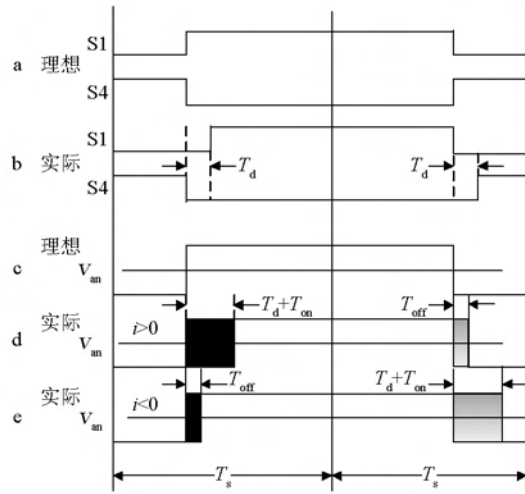 S1
a 理想
S4
S1
b 实际
T_d
T_d
S4
理想
c V_an
实际
T_d+T_on
T_off
d V_an
i>0
实际
T_off
T_d+T_on
e V_an
i<0
T_s
T_s